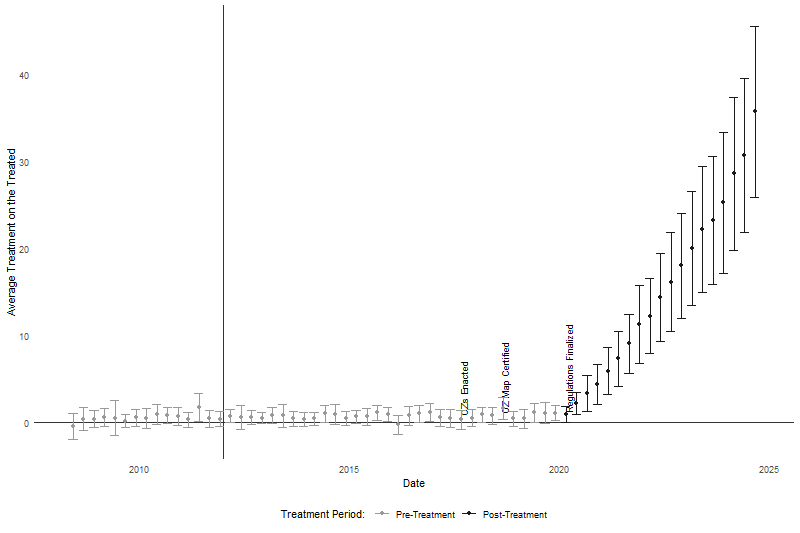 Average Treatment on the Treated
40
30
20
10
0
OZs Enacted
OZ Map Certified
Regulations Finalized
2010
2015
2020
2025
Date
Treatment Period:
Pre-Treatment
Post-Treatment